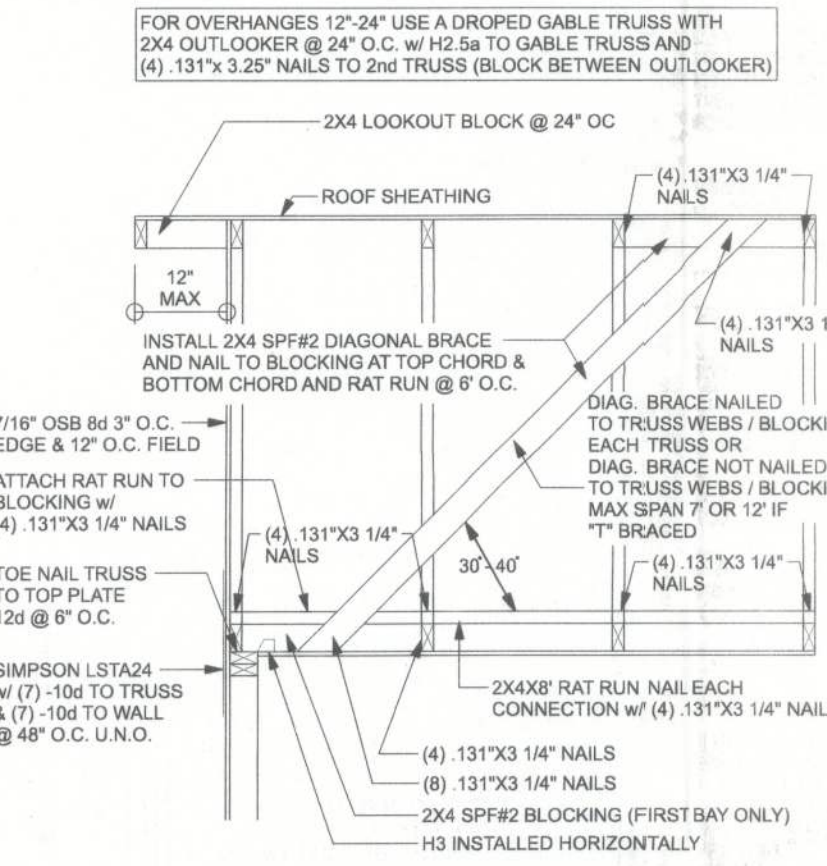 FOR OVERHANGES 12"-24" USE A DROPED GABLE TRUISS WITH
2X4 OUTLOOKER @ 24" O.C. w/ H2.5a TO GABLE TRUSS AND
(4) .131"x 3.25" NAILS TO 2nd TRUSS (BLOCK BETWEEN OUTLOOKER)
2X4 LOOKOUT BLOCK @ 24" OC
(4) .131"X3 1/4"
NAILS
ROOF SHEATHING
12"
MAX
(4) .131"X3 1
NAILS
INSTALL 2X4 SPF#2 DIAGONAL BRACE
AND NAIL TO BLOCKING AT TOP CHORD &
BOTTOM CHORD AND RAT RUN @ 6' O.C.
7/16" OSB 8d 3" O.C.
EDGE & 12" O.C. FIELD
DIAG. BRACE NAILED
TO TRUSS WEBS / BLOCKI
EACH TRUSS OR
DIAG. BRACE NOT NAILED
TO TRUSS WEBS / BLOCKI
MAX SPAN 7' OR 12' IF
"T" BRACED
ATTACH RAT RUN TO
BLOCKING w/
4) .131"X3 1/4" NAILS
(4) .131"X3 1/4"
NAILS
30°-40°
(4) .131"X3 1/4"
NAILS
TOE NAIL TRUSS
TO TOP PLATE
12d @ 6" O.C.
SIMPSON LSTA24
w/ (7) -10d TO TRUSS
& (7) -10d TO WALL
@ 48" O.C. U.N.O.
2X4X8' RAT RUN NAIL EACH
CONNECTION w/ (4) .131"X3 1/4" NAIL
(4) .131"X3 1/4" NAILS
(8) .131"X3 1/4" NAILS
2X4 SPF#2 BLOCKING (FIRST BAY ONLY)
H3 INSTALLED HORIZONTALLY